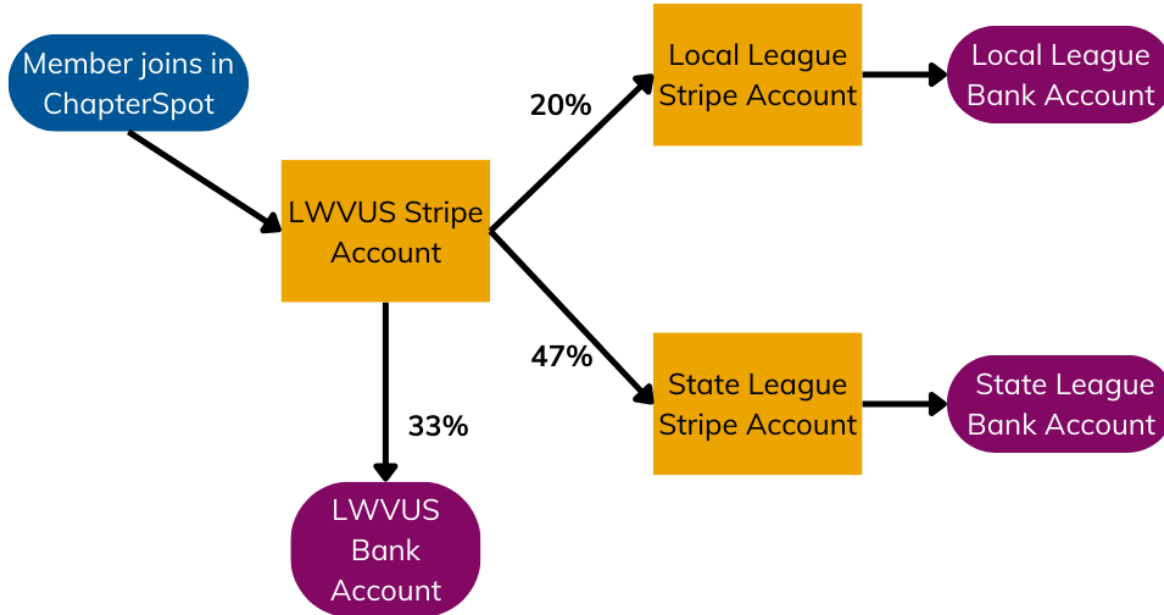 Member joins in
ChapterSpot
LWVUS Stripe
Account
20%
Local League
Stripe Account
Local League
Bank Account
47%
State League
Stripe Account
State League
Bank Account
33%
LWVUS
Bank
Account